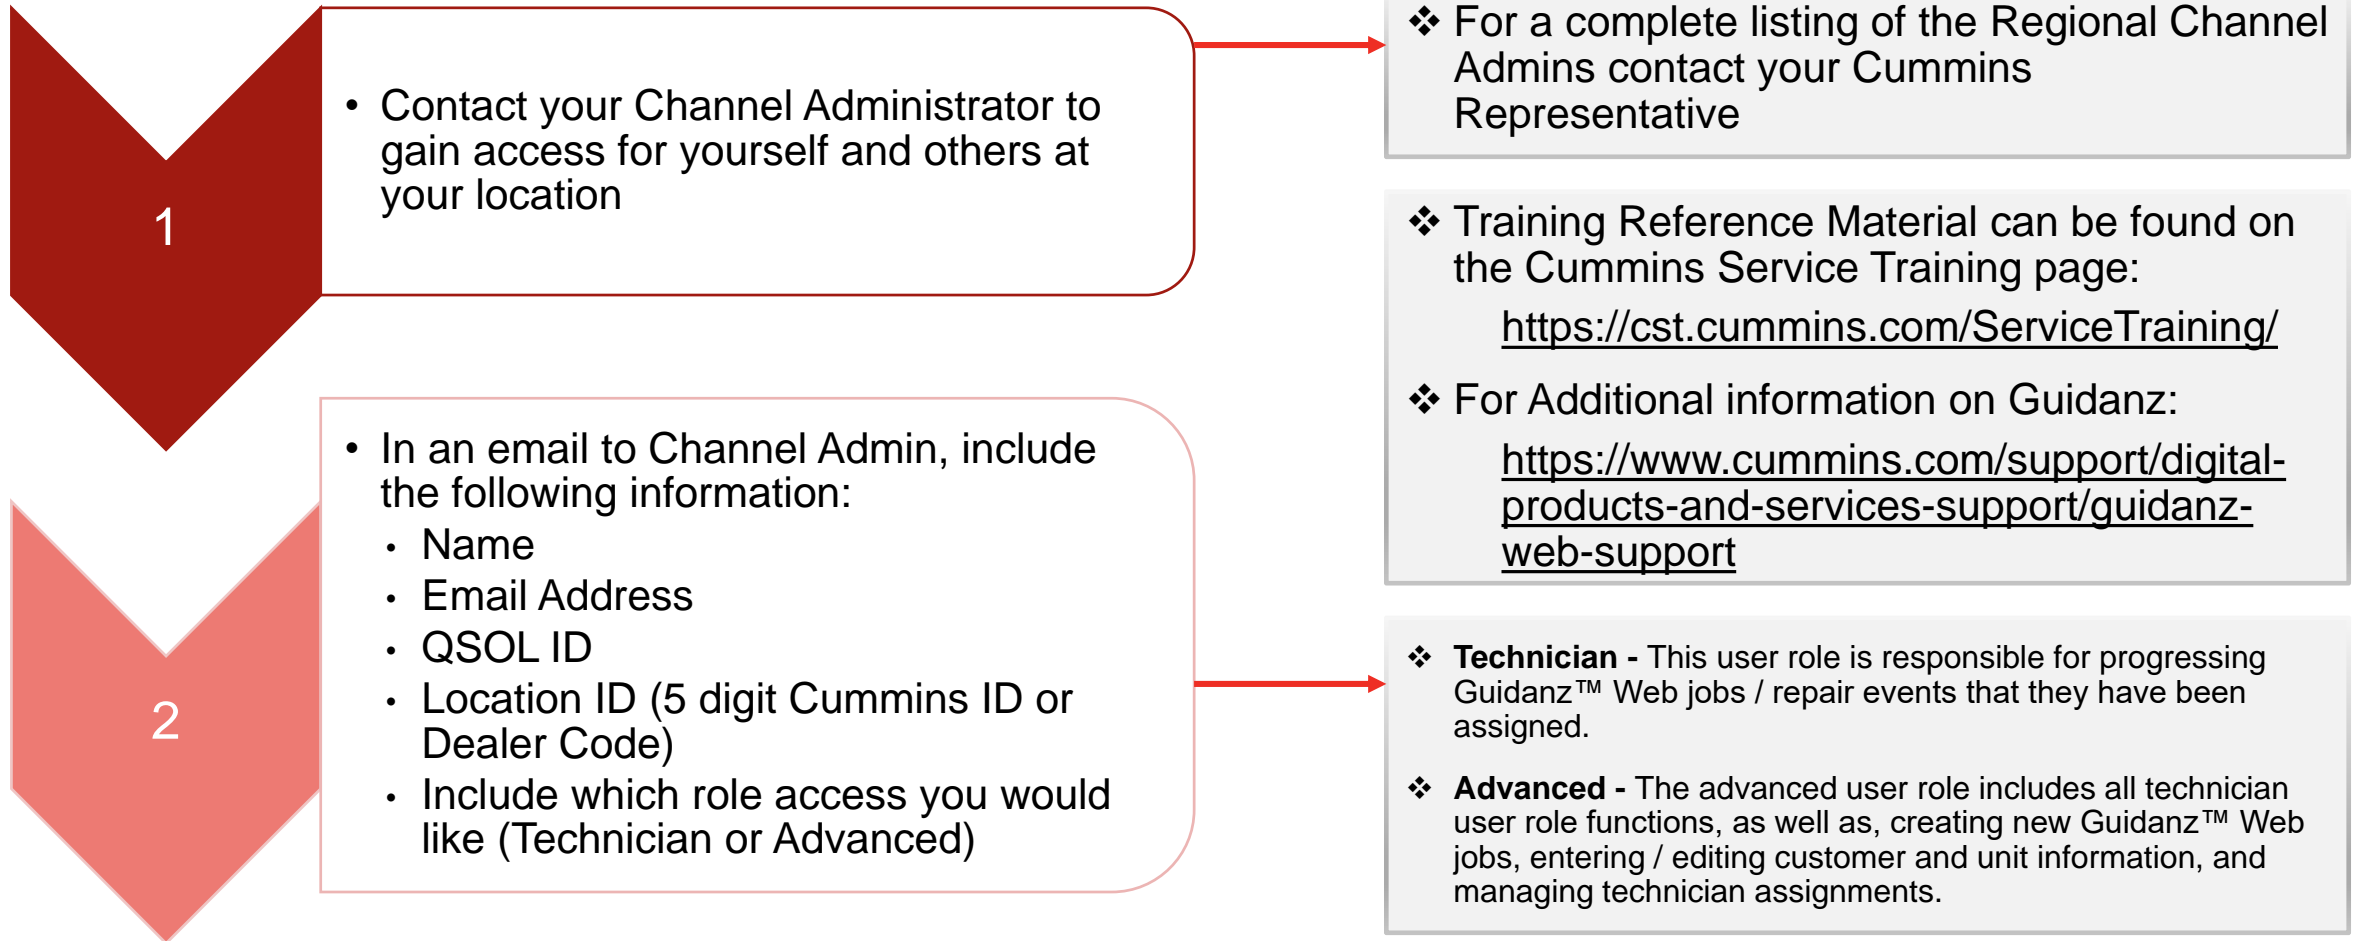 1
• Contact your Channel Administrator to
gain access for yourself and others at
your location
❖ For a complete listing of the Regional Channel
Admins contact your Cummins
Representative
❖ Training Reference Material can be found on
the Cummins Service Training page:
https://cst.cummins.com/ServiceTraining/
❖ For Additional information on Guidanz:
https://www.cummins.com/support/digital-
products-and-services-support/guidanz-
web-support
2
• In an email to Channel Admin, include
the following information:
• Name
• Email Address
• QSOL ID
• Location ID (5 digit Cummins ID or
Dealer Code)
• Include which role access you would
like (Technician or Advanced)
❖ Technician - This user role is responsible for progressing
Guidanz™ Web jobs / repair events that they have been
assigned.
❖ Advanced - The advanced user role includes all technician
user role functions, as well as, creating new Guidanz™ Web
jobs, entering / editing customer and unit information, and
managing technician assignments.